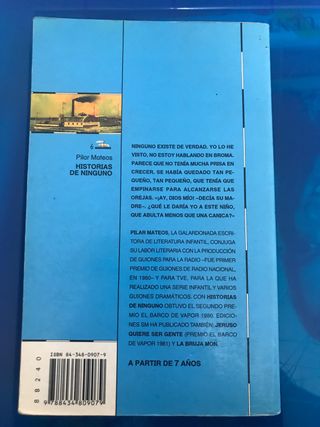 6
Pilar Mateos
HISTORIAS
DE NINGUNO
NINGUNO EXISTE DE VERDAD. YO LO HE
VISTO, NO ESTOY HABLANDO EN BROMA.
PARECE QUE NO TENÍA MUCHA PRISA EN
CRECER, SE HABÍA QUEDADO TAN PE-
QUEÑO, TAN PEQUEÑO, QUE TENÍA QUE
EMPINARSE PARA ALCANZARSE LAS
OREJAS. «¡AY, DIOS MÍO! –DECÍA SU MA-
DRE–. ¿QUÉ LE DARÍA YO A ESTE NIÑO,
QUE ABULTA MENOS QUE UNA CANICA?»
PILAR MATEOS, LA GALARDONADA ESCRI-
TORA DE LITERATURA INFANTIL, CONJUGA
SU LABOR LITERARIA CON LA PRODUCCIÓN
DE GUIONES PARA LA RADIO –FUE PRIMER
PREMIO DE GUIONES DE RADIO NACIONAL,
EN 1980– Y PARA TVE, PARA LA QUE HA
REALIZADO UNA SERIE INFANTIL Y VARIOS
GUIONES DRAMÁTICOS. CON HISTORIAS DE
NINGUNO OBTUVO EL SEGUNDO PRE-
MIO EL BARCO DE VAPOR 1980. EDICIO-
NES SM HA PUBLICADO TAMBIÉN JERUSO
QUIERE SER GENTE (PREMIO EL BARCO
DE VAPOR 1981) Y LA BRUJA MON.
A PARTIR DE 7 AÑOS
ISBN 84-348-0907-9
9 788434 809079
88240